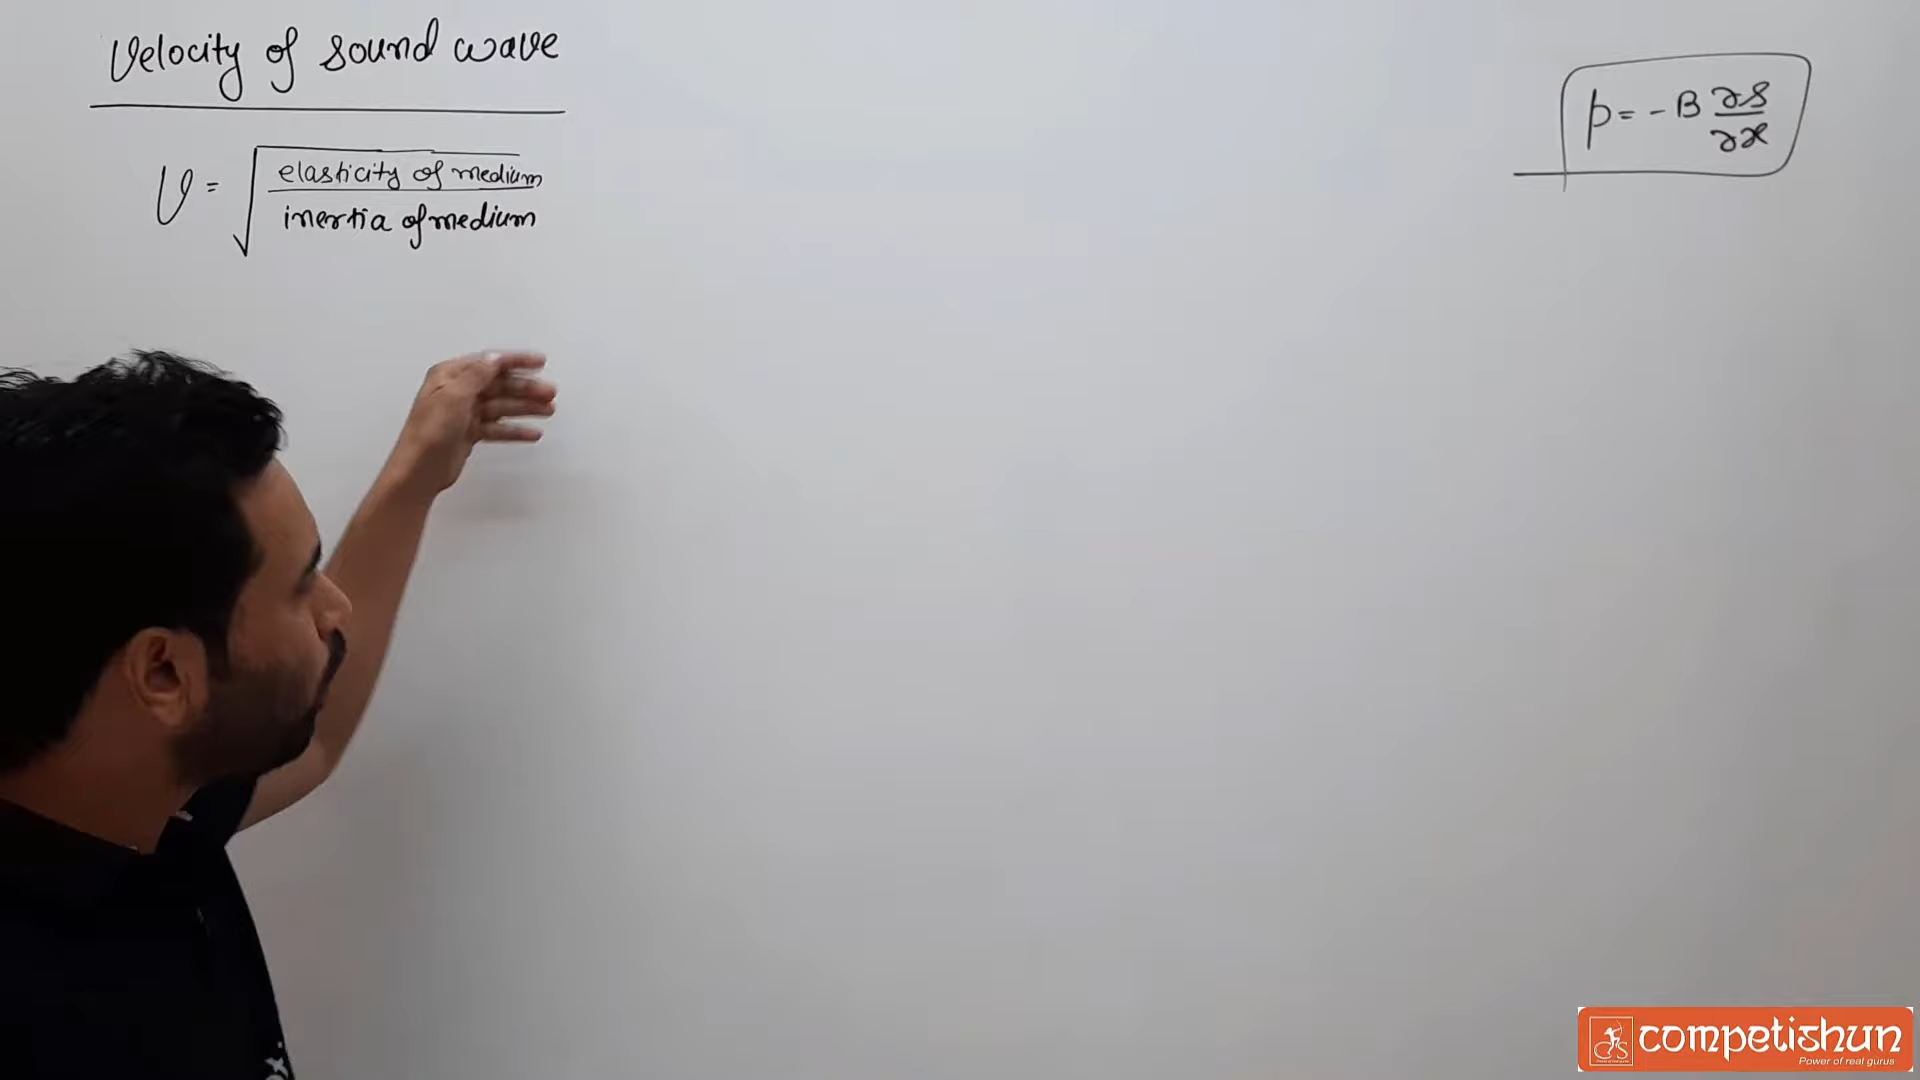 Velocity of sound wave
v = √(elasticity of medium / inertia of medium)
p = -B ∂s/∂x
competishun
Power of real gurus